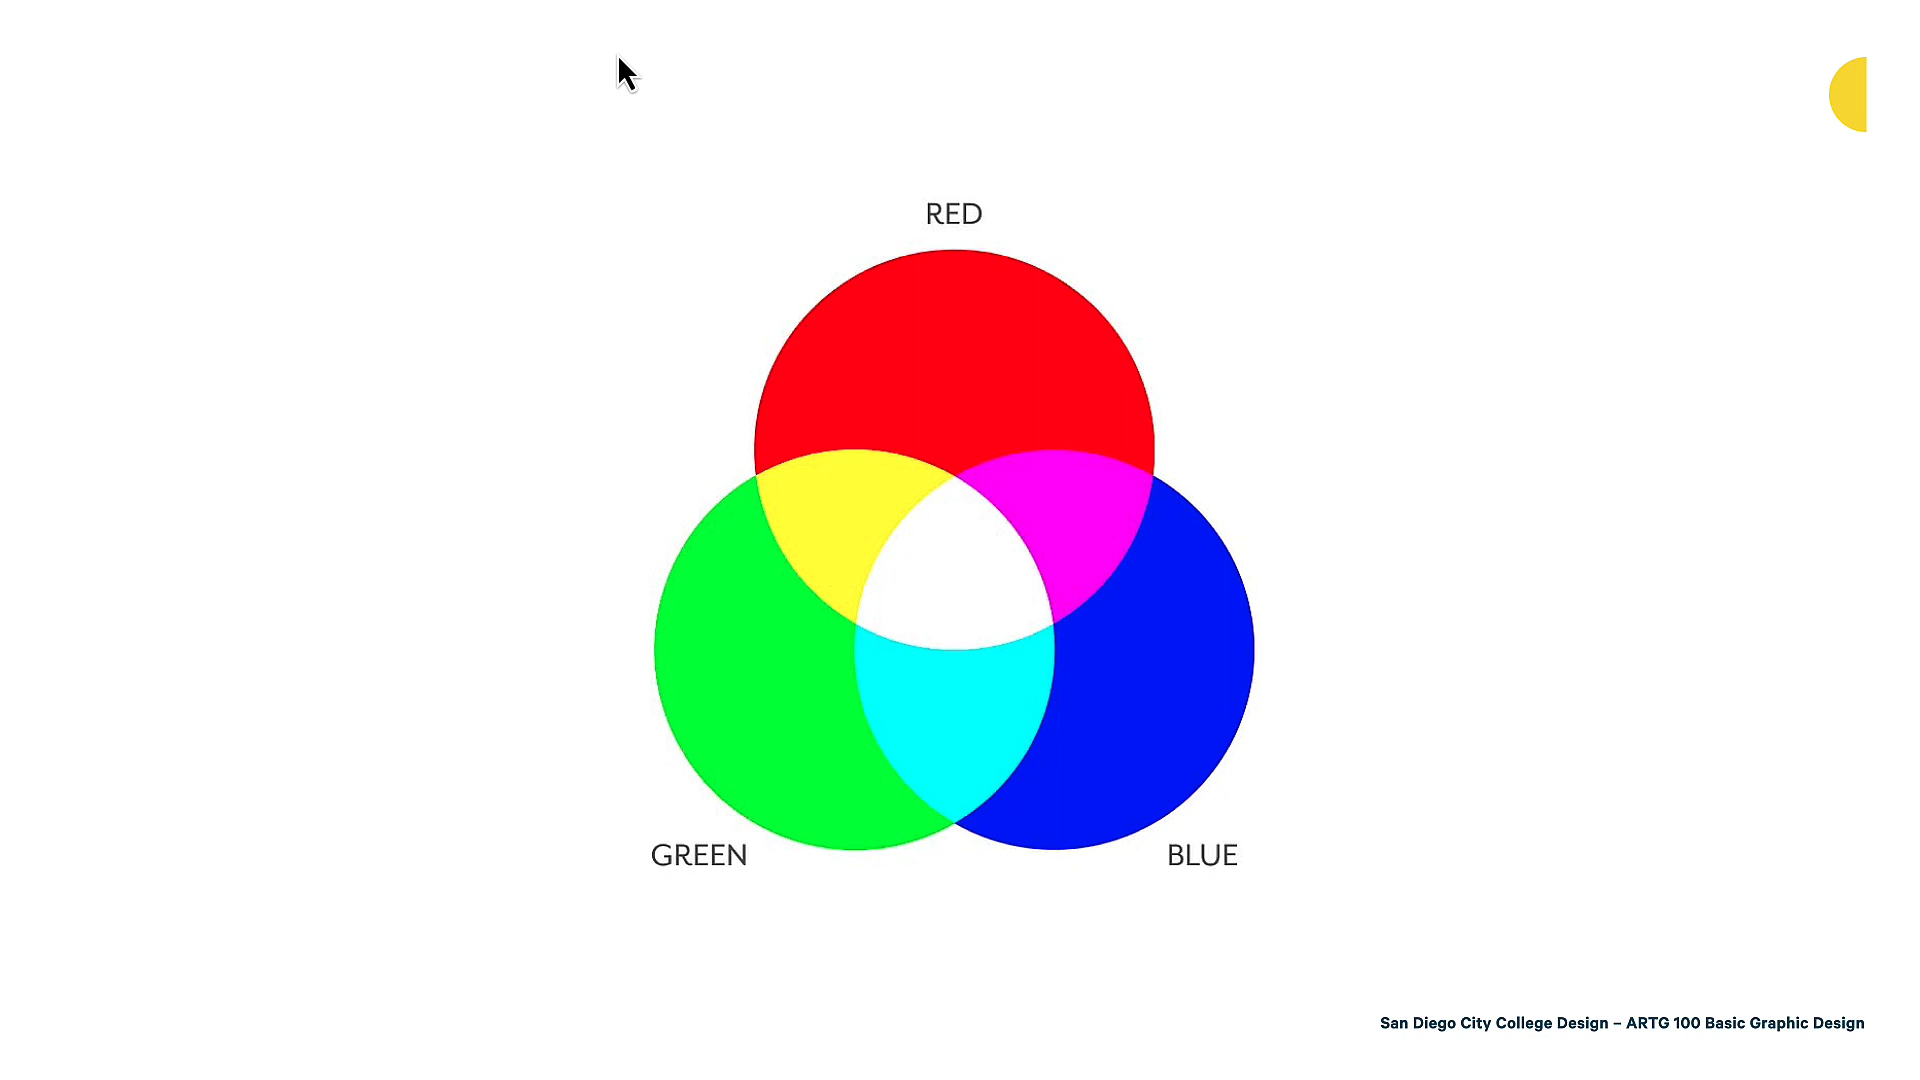 RED
GREEN
BLUE
San Diego City College Design – ARTG 100 Basic Graphic Design